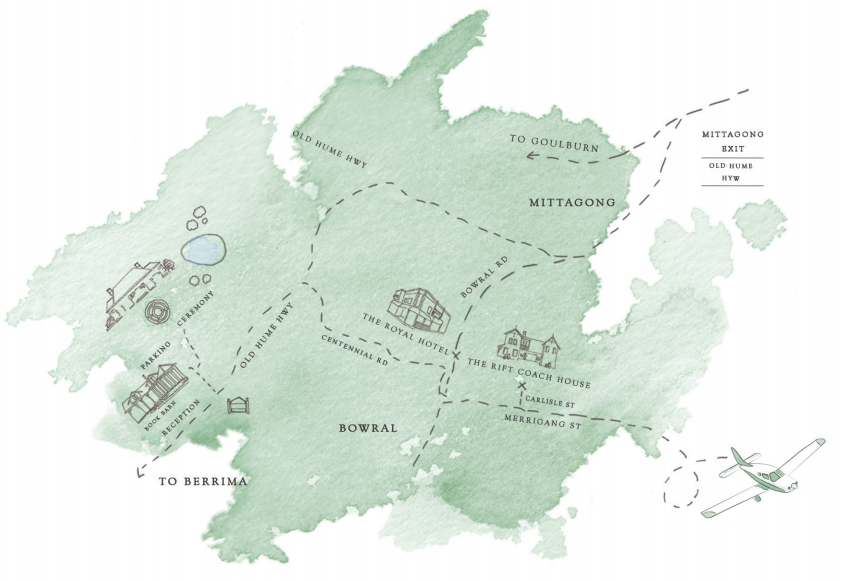 OLD HUME HWY
TO GOULBURN
MITTAGONG
EXIT
OLD HUME
HYW
MITTAGONG
BOWRAL RD
CEREMONY
OLD HUME HWY
THE ROYAL HOTEL
PARKING
CENTENNIAL RD
THE RIFT COACH HOUSE
BOOK BARN
RECEPTION
CARLISLE ST
MERRIGANG ST
BOWRAL
TO BERRIMA